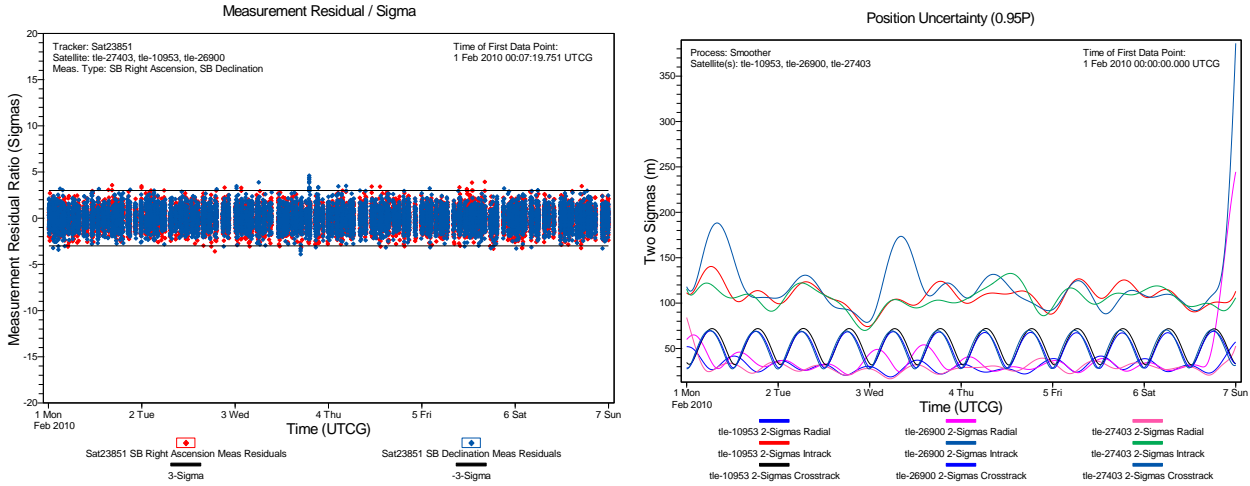 Measurement Residual / Sigma
Tracker: Sat23851
Satellite: tle-27403, tle-10953, tle-26900
Meas. Type: SB Right Ascension, SB Declination
Time of First Data Point:
1 Feb 2010 00:07:19.751 UTCG
Measurement Residual Ratio (Sigmas)
20
15
10
5
0
-5
-10
-15
-20
1 Mon 2 Tue 3 Wed 4 Thu 5 Fri 6 Sat 7 Sun
Feb 2010
Time (UTCG)
Sat23851 SB Right Ascension Meas Residuals Sat23851 SB Declination Meas Residuals
3-Sigma -3-Sigma
Position Uncertainty (0.95P)
Process: Smoother
Satellite(s): tle-10953, tle-26900, tle-27403
Time of First Data Point:
1 Feb 2010 00:00:00.000 UTCG
Two Sigmas (m)
350
300
250
200
150
100
50
1 Mon 2 Tue 3 Wed 4 Thu 5 Fri 6 Sat 7 Sun
Feb 2010
Time (UTCG)
tle-10953 2-Sigmas Radial tle-26900 2-Sigmas Radial tle-27403 2-Sigmas Radial
tle-10953 2-Sigmas Intrack tle-26900 2-Sigmas Intrack tle-27403 2-Sigmas Intrack
tle-10953 2-Sigmas Crosstrack tle-26900 2-Sigmas Crosstrack tle-27403 2-Sigmas Crosstrack